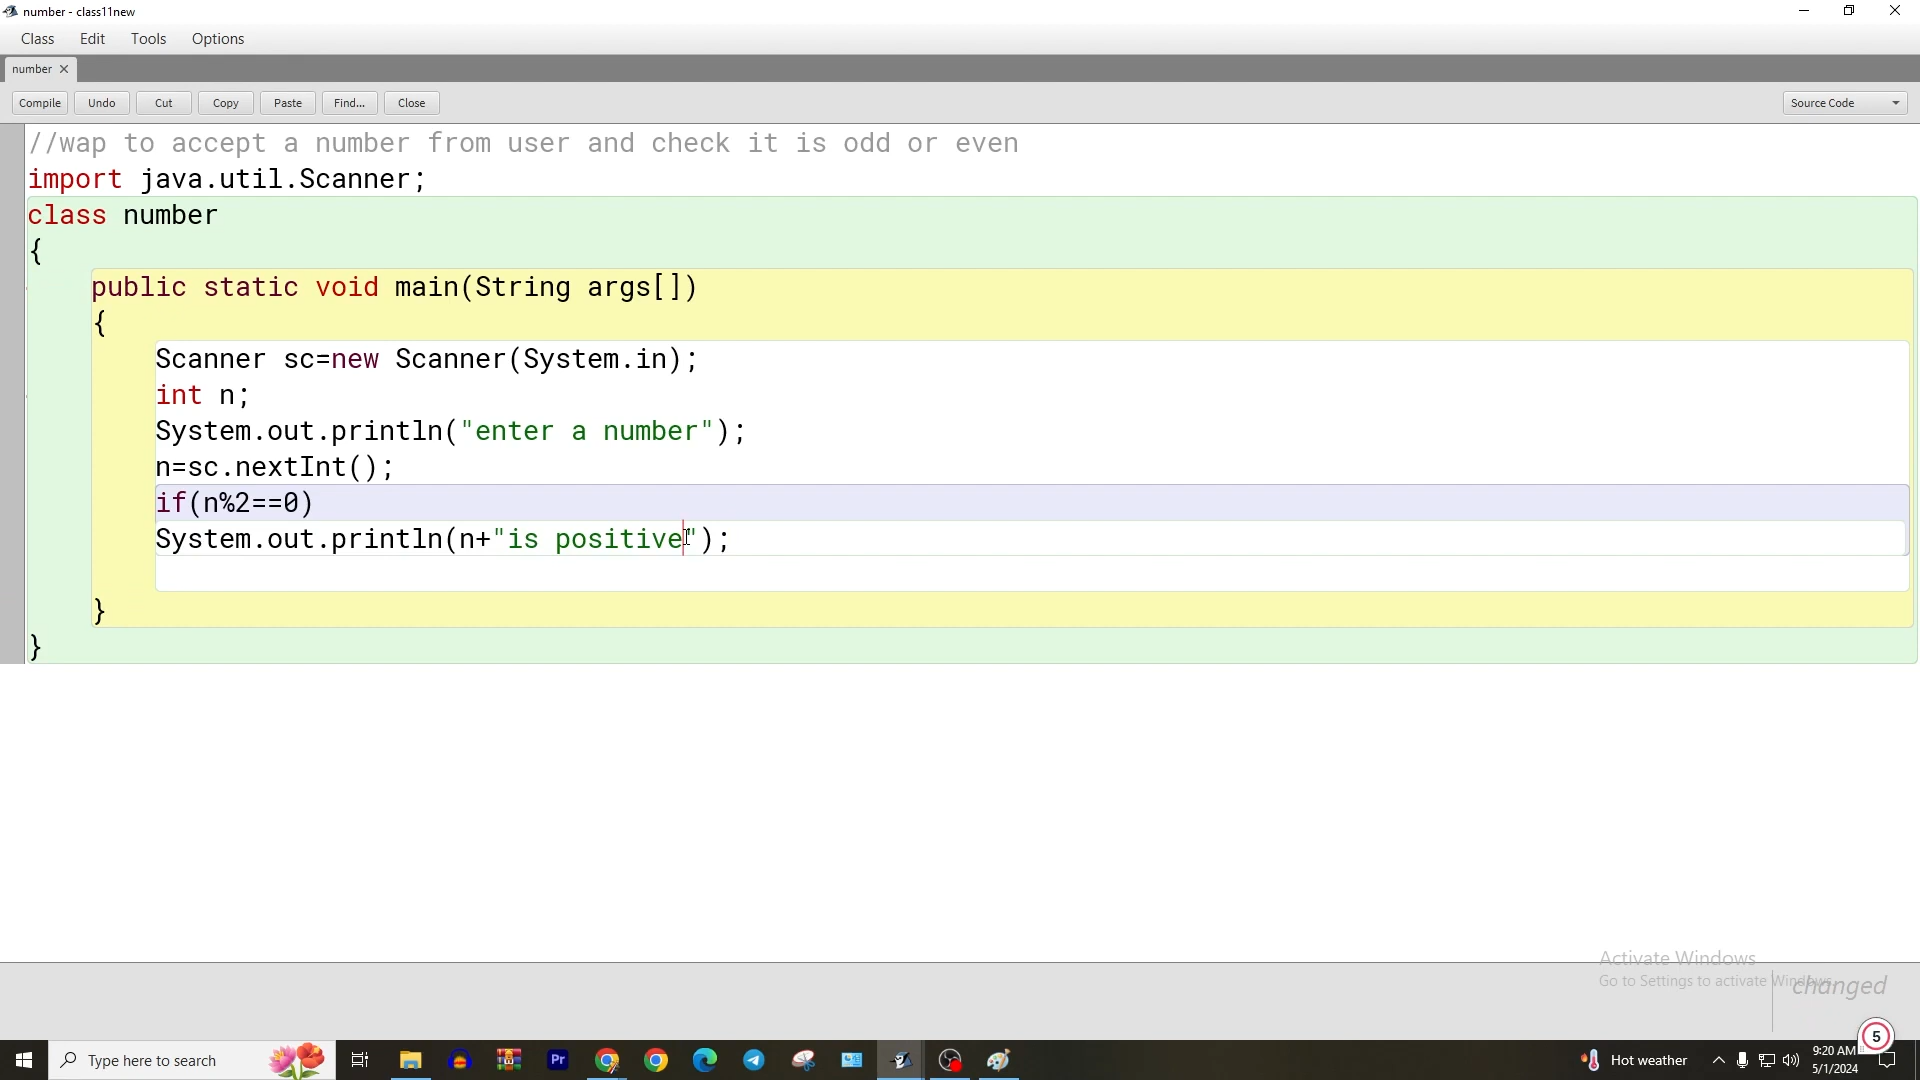 number - class11new
Class Edit Tools Options
number
Compile Undo Cut Copy Paste Find... Close Source Code
//wap to accept a number from user and check it is odd or even
import java.util.Scanner;
class number
{
public static void main(String args[])
{
Scanner sc=new Scanner(System.in);
int n;
System.out.println("enter a number");
n=sc.nextInt();
if(n%2==0)
System.out.println(n+"is positive");
}
}
Activate Windows
Go to Settings to activate Windows.
changed
5
Type here to search Pr Hot weather 9:20 AM
5/1/2024